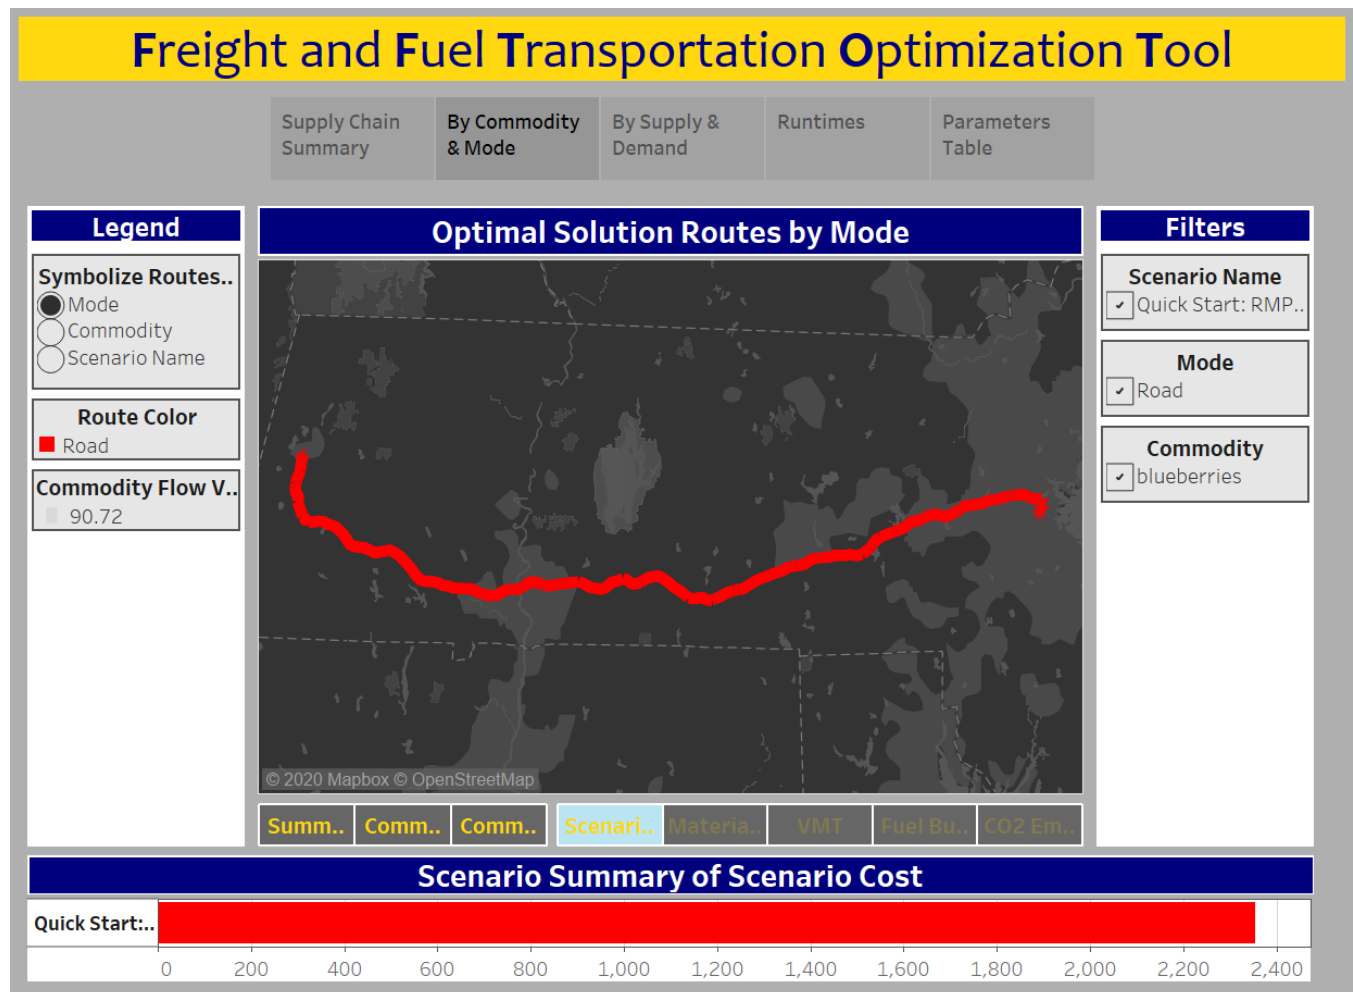 Freight and Fuel Transportation Optimization Tool
Supply Chain
Summary
By Commodity
& Mode
By Supply &
Demand
Runtimes
Parameters
Table
Legend
Symbolize Routes..
Mode
Commodity
Scenario Name
Route Color
Road
Commodity Flow V..
90.72
Optimal Solution Routes by Mode
© 2020 Mapbox © OpenStreetMap
Summ..
Comm..
Comm..
Scenari..
Materia..
VMT
Fuel Bu..
CO2 Em..
Filters
Scenario Name
Quick Start: RMP..
Mode
Road
Commodity
blueberries
Scenario Summary of Scenario Cost
Quick Start:..
0 200 400 600 800 1,000 1,200 1,400 1,600 1,800 2,000 2,200 2,400